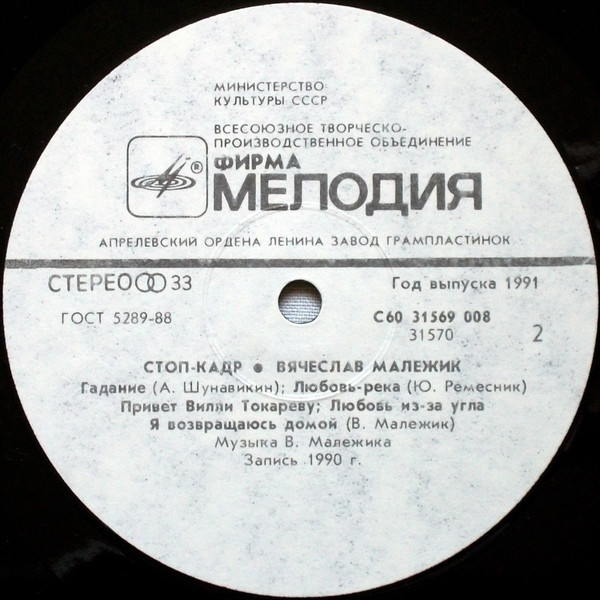 МИНИСТЕРСТВО
КУЛЬТУРЫ СССР
ВСЕСОЮЗНОЕ ТВОРЧЕСКО-
ПРОИЗВОДСТВЕННОЕ ОБЪЕДИНЕНИЕ
ФИРМА
®
МЕЛОДИЯ
АПРЕЛЕВСКИЙ ОРДЕНА ЛЕНИНА ЗАВОД ГРАМПЛАСТИНОК
СТЕРЕО 33
Год выпуска 1991
ГОСТ 5289-88
С60 31569 008
31570
2
СТОП-КАДР ● ВЯЧЕСЛАВ МАЛЕЖИК
Гадание (А. Шунавикин); Любовь-река (Ю. Ремесник)
Привет Вилли Токареву; Любовь из-за угла
Я возвращаюсь домой (В. Малежик)
Музыка В. Малежика
Запись 1990 г.